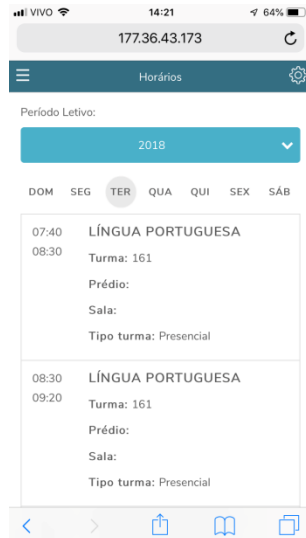 VIVO 14:21 64%
177.36.43.173
Horários
Período Letivo:
2018
DOM SEG TER QUA QUI SEX SÁB
07:40 LÍNGUA PORTUGUESA
08:30 Turma: 161
Prédio:
Sala:
Tipo turma: Presencial
08:30 LÍNGUA PORTUGUESA
09:20 Turma: 161
Prédio:
Sala:
Tipo turma: Presencial